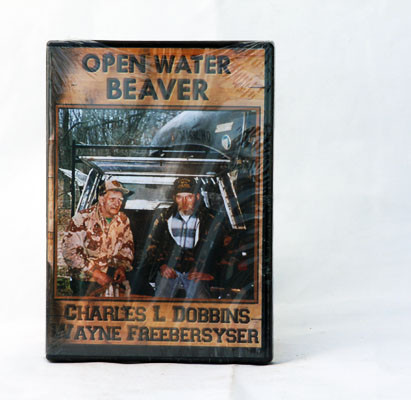 OPEN WATER
BEAVER
CHARLES L DOBBINS
WAYNE FREEBERSYSER